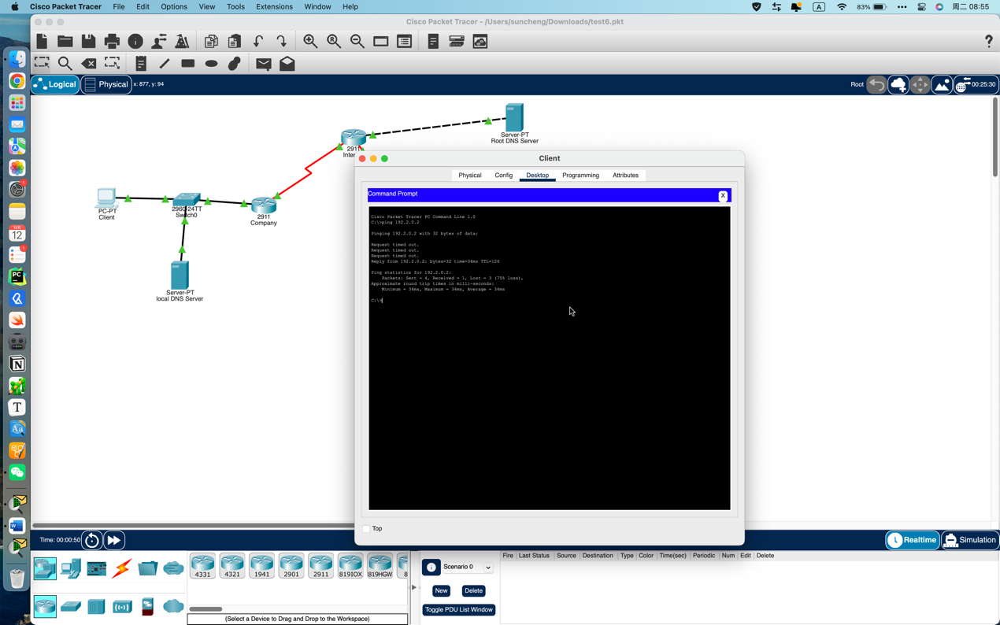 Cisco Packet Tracer File Edit Options View Tools Extensions Window Help
A 83% 周二 08:55
Cisco Packet Tracer - /Users/suncheng/Downloads/test6.pkt
?
Logical Physical x: 877, y: 94
Root 00:25:30
Server-PT
Root DNS Server
2911
PC-PT
Client
2960-24TT
Switch0
2911
Company
Server-PT
local DNS Server
Client
Physical Config Desktop Programming Attributes
Command Prompt X
Cisco Packet Tracer PC Command Line 1.0
C:\>ping 192.2.0.2
Pinging 192.2.0.2 with 32 bytes of data:
Request timed out.
Request timed out.
Request timed out.
Reply from 192.2.0.2: bytes=32 time=34ms TTL=126
Ping statistics for 192.2.0.2:
Packets: Sent = 4, Received = 1, Lost = 3 (75% loss),
Approximate round trip times in milli-seconds:
Minimum = 34ms, Maximum = 34ms, Average = 34ms
C:\>
Top
Time: 00:00:50
Realtime Simulation
4331 4321 1941 2901 2911 819IOX 819HGW
(Select a Device to Drag and Drop to the Workspace)
Scenario 0
New Delete
Toggle PDU List Window
Fire Last Status Source Destination Type Color Time(sec) Periodic Num Edit Delete